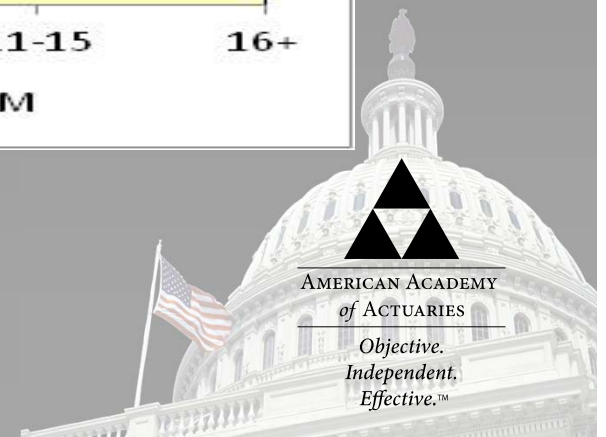 11-15 16+
M
AMERICAN ACADEMY
of ACTUARIES
Objective.
Independent.
Effective.™